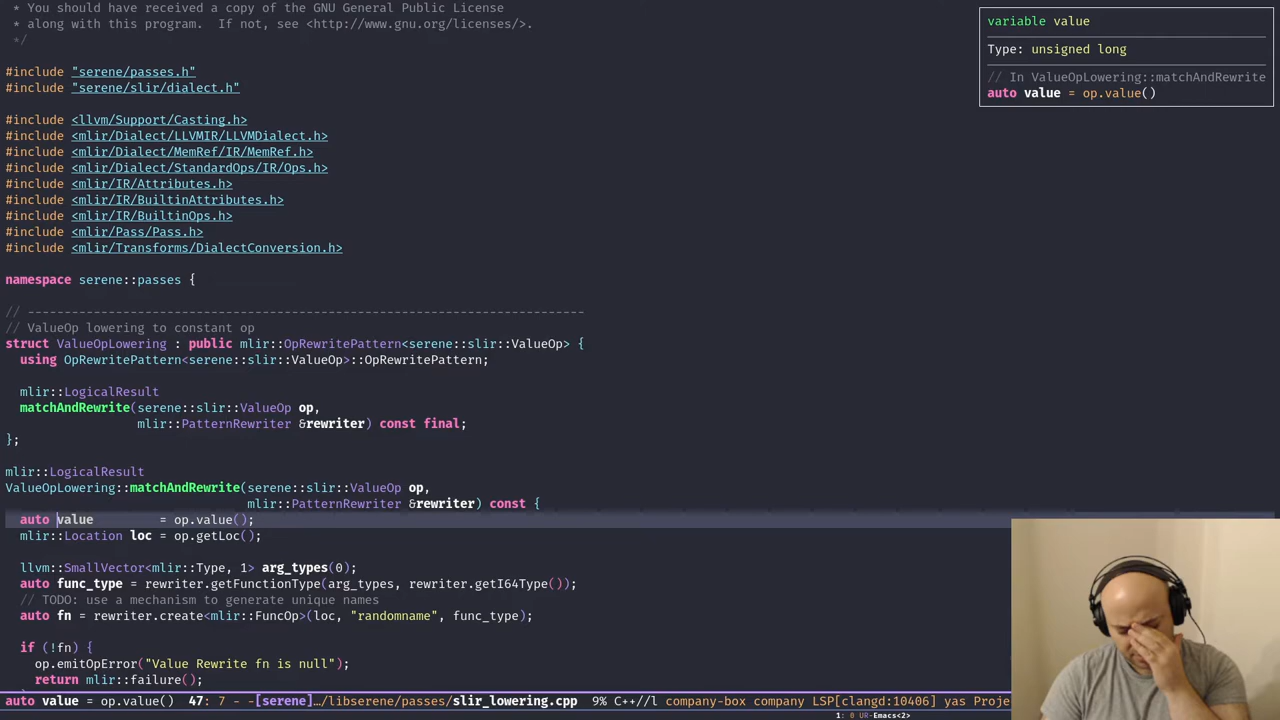 * You should have received a copy of the GNU General Public License
 * along with this program.  If not, see <http://www.gnu.org/licenses/>.
 */
#include "serene/passes.h"
#include "serene/slir/dialect.h"
#include <llvm/Support/Casting.h>
#include <mlir/Dialect/LLVMIR/LLVMDialect.h>
#include <mlir/Dialect/MemRef/IR/MemRef.h>
#include <mlir/Dialect/StandardOps/IR/Ops.h>
#include <mlir/IR/Attributes.h>
#include <mlir/IR/BuiltinAttributes.h>
#include <mlir/IR/BuiltinOps.h>
#include <mlir/Pass/Pass.h>
#include <mlir/Transforms/DialectConversion.h>
namespace serene::passes {
// ----------------------------------------------------------------------------
// ValueOp lowering to constant op
struct ValueOpLowering : public mlir::OpRewritePattern<serene::slir::ValueOp> {
  using OpRewritePattern<serene::slir::ValueOp>::OpRewritePattern;
  mlir::LogicalResult
  matchAndRewrite(serene::slir::ValueOp op,
                  mlir::PatternRewriter &rewriter) const final;
};
mlir::LogicalResult
ValueOpLowering::matchAndRewrite(serene::slir::ValueOp op,
                                 mlir::PatternRewriter &rewriter) const {
  auto value         = op.value();
  mlir::Location loc = op.getLoc();
  llvm::SmallVector<mlir::Type, 1> arg_types(0);
  auto func_type = rewriter.getFunctionType(arg_types, rewriter.getI64Type());
  // TODO: use a mechanism to generate unique names
  auto fn = rewriter.create<mlir::FuncOp>(loc, "randomname", func_type);
  if (!fn) {
    op.emitOpError("Value Rewrite fn is null");
    return mlir::failure();
variable value
Type: unsigned long
// In ValueOpLowering::matchAndRewrite
auto value = op.value()
auto value = op.value()  47: 7 - -[serene]…/libserene/passes/slir_lowering.cpp  9% C++//l company-box company LSP[clangd:10406] yas Proje
1: 0 UR-Emacs<2>